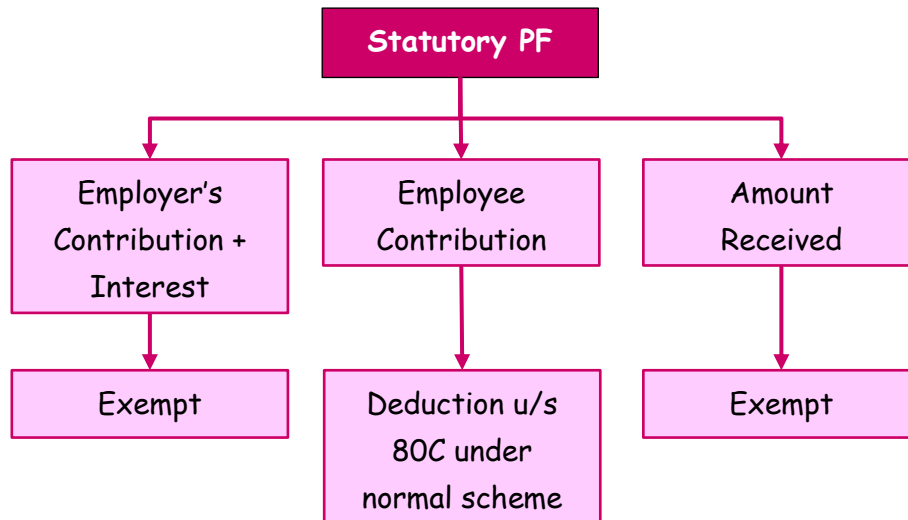 Statutory PF
Employer’s
Contribution +
Interest
Employee
Contribution
Amount
Received
Exempt
Deduction u/s
80C under
normal scheme
Exempt